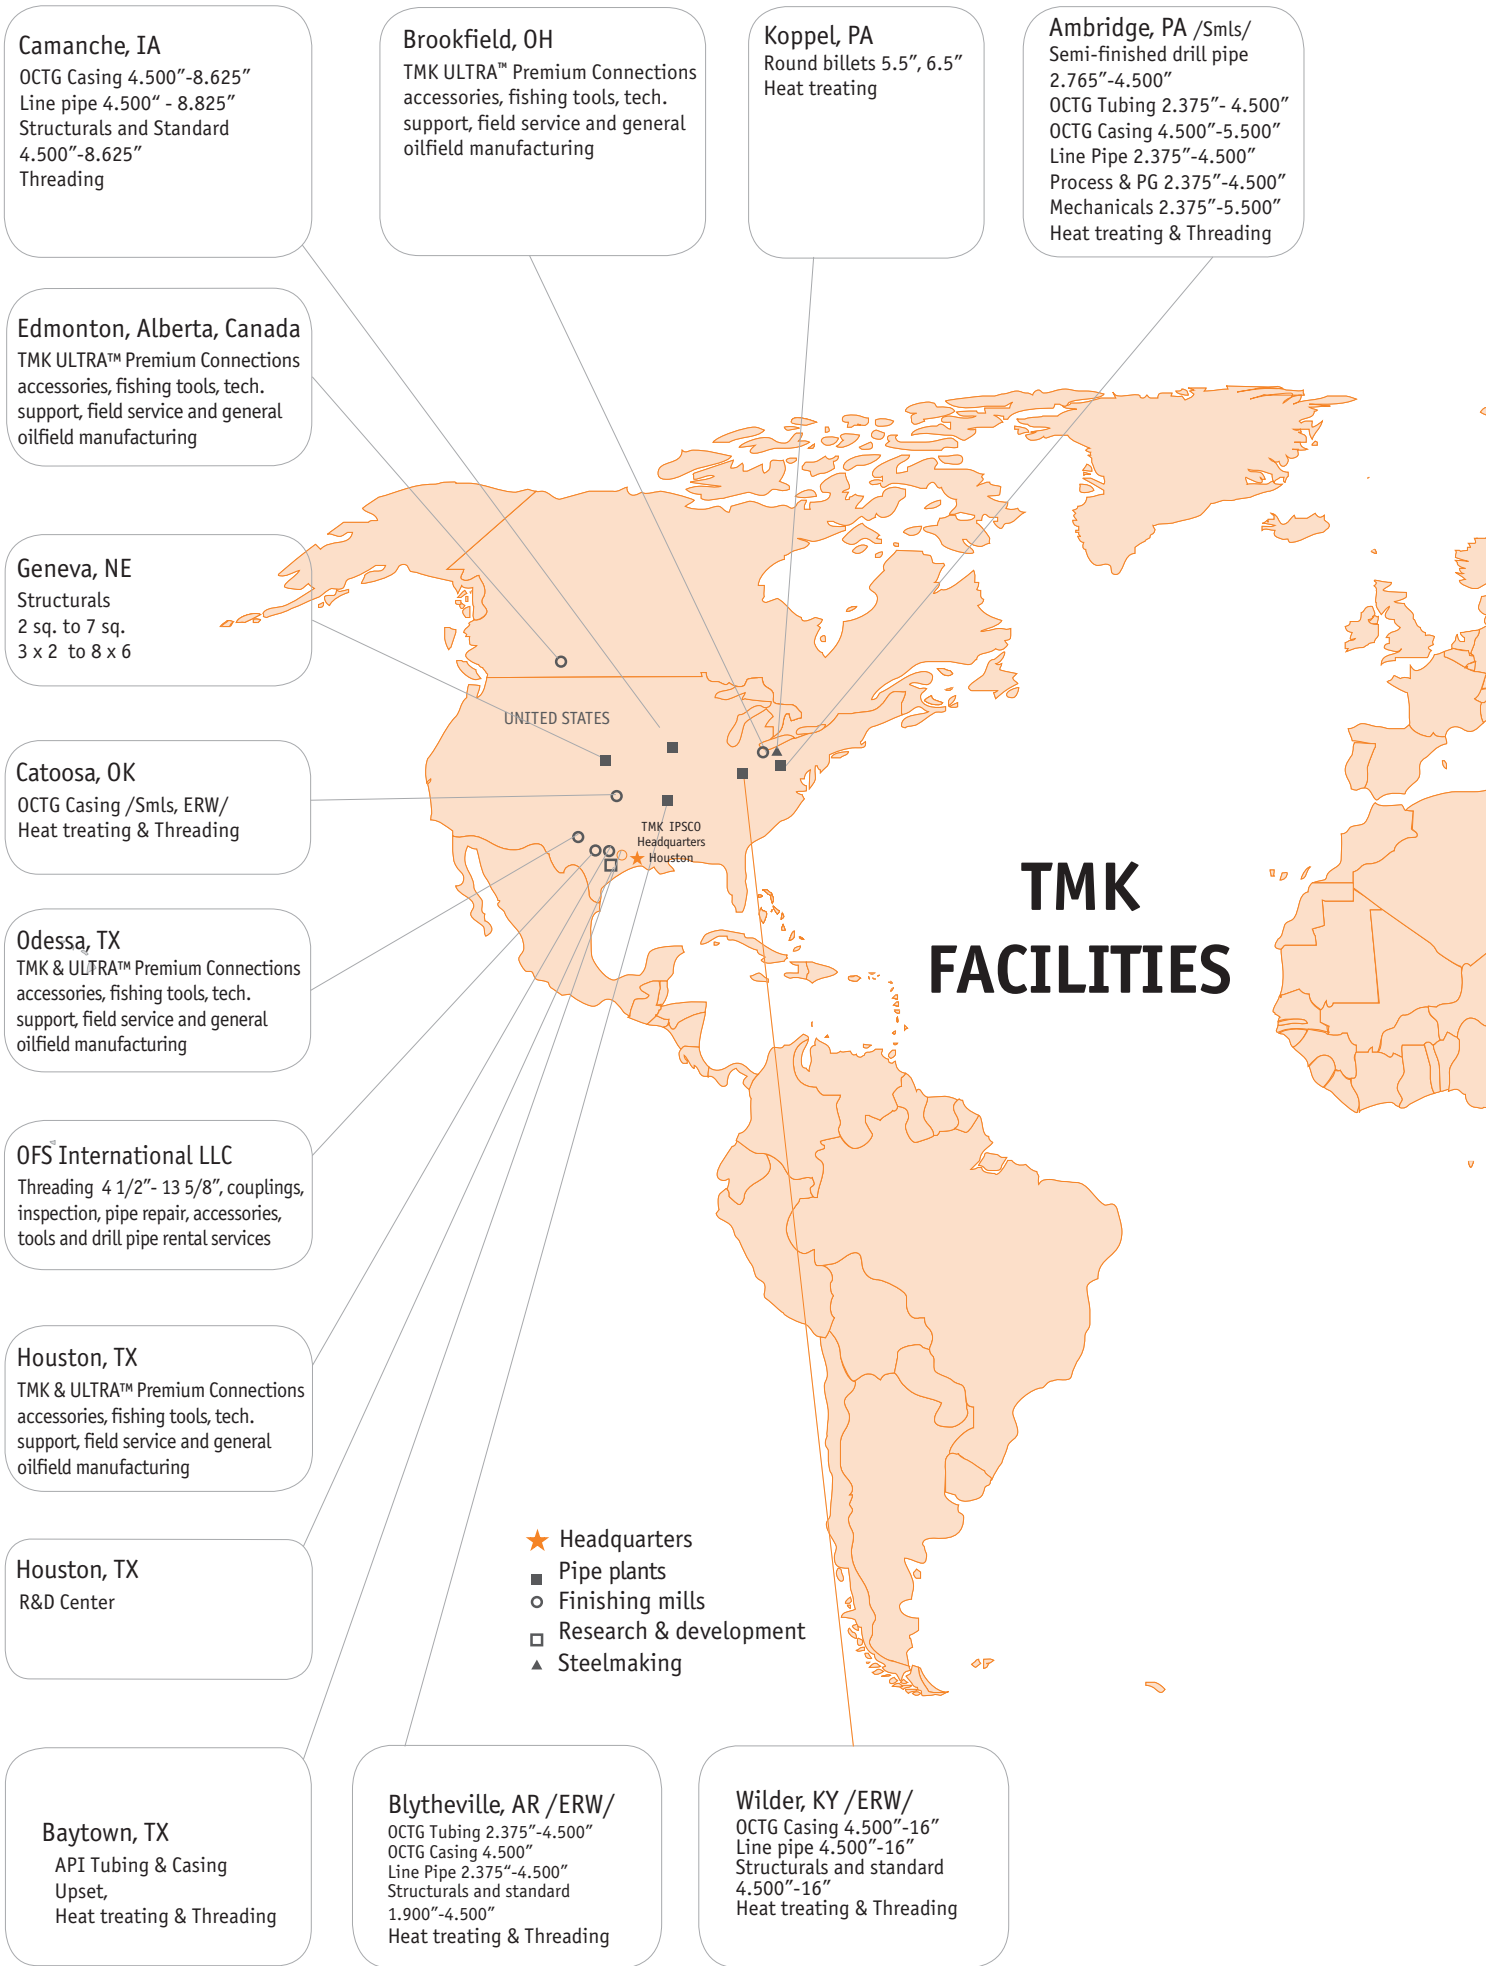 Camanche, IA
OCTG Casing 4.500"-8.625"
Line pipe 4.500“ - 8.825"
Structurals and Standard
4.500"-8.625"
Threading
Brookfield, OH
TMK ULTRA™ Premium Connections
accessories, fishing tools, tech.
support, field service and general
oilfield manufacturing
Koppel, PA
Round billets 5.5", 6.5"
Heat treating
Ambridge, PA /Smls/
Semi-finished drill pipe
2.765"-4.500"
OCTG Tubing 2.375"- 4.500"
OCTG Casing 4.500"-5.500"
Line Pipe 2.375"-4.500"
Process & PG 2.375"-4.500"
Mechanicals 2.375"-5.500"
Heat treating & Threading
Edmonton, Alberta, Canada
TMK ULTRA™ Premium Connections
accessories, fishing tools, tech.
support, field service and general
oilfield manufacturing
Geneva, NE
Structurals
2 sq. to 7 sq.
3 x 2 to 8 x 6
UNITED STATES
Catoosa, OK
OCTG Casing /Smls, ERW/
Heat treating & Threading
TMK IPSCO
Headquarters
Houston
TMK
FACILITIES
Odessa, TX
TMK & ULTRA™ Premium Connections
accessories, fishing tools, tech.
support, field service and general
oilfield manufacturing
OFS International LLC
Threading 4 1/2"- 13 5/8", couplings,
inspection, pipe repair, accessories,
tools and drill pipe rental services
Houston, TX
TMK & ULTRA™ Premium Connections
accessories, fishing tools, tech.
support, field service and general
oilfield manufacturing
Houston, TX
R&D Center
Headquarters
Pipe plants
Finishing mills
Research & development
Steelmaking
Baytown, TX
API Tubing & Casing
Upset,
Heat treating & Threading
Blytheville, AR /ERW/
OCTG Tubing 2.375"-4.500"
OCTG Casing 4.500"
Line Pipe 2.375“-4.500"
Structurals and standard
1.900"-4.500"
Heat treating & Threading
Wilder, KY /ERW/
OCTG Casing 4.500"-16"
Line pipe 4.500"-16"
Structurals and standard
4.500"-16"
Heat treating & Threading